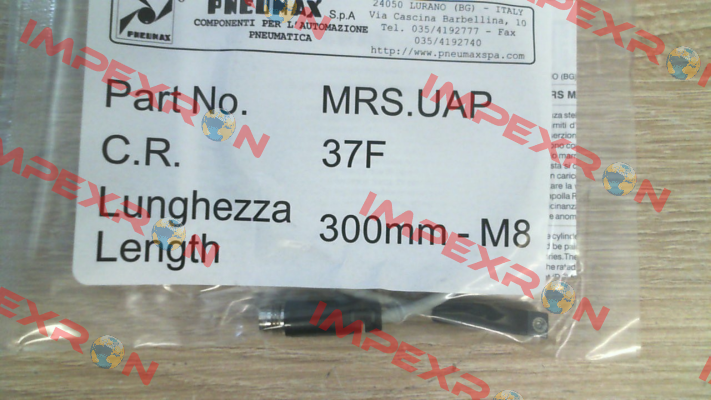 PNEUMAX S.p.A
24050 LURANO (BG) - ITALY
Via Cascina Barbellina, 10
Tel. 035/4192777 - Fax
035/4192740
http://www.pneumaxspa.com
COMPONENTI PER L'AUTOMAZIONE
PNEUMATICA
PNEUMAX
Part No. MRS.UAP
C.R. 37F
Lunghezza
Length 300mm - M8
IMPEXRON